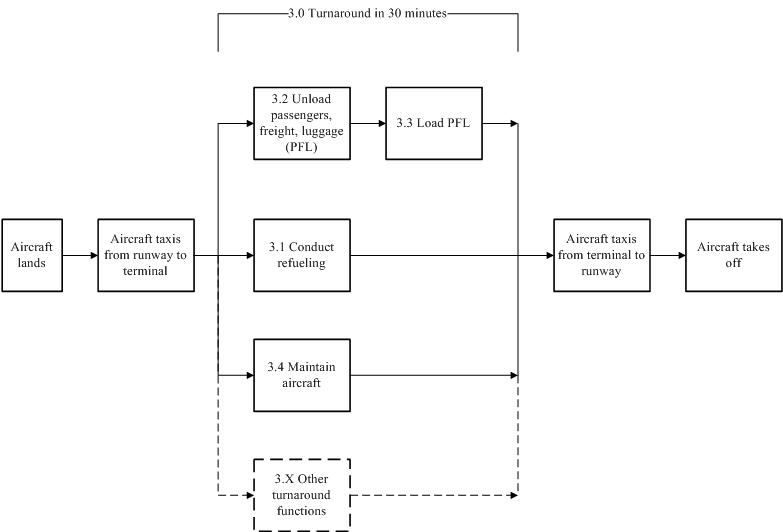 3.0 Turnaround in 30 minutes
3.2 Unload
passengers,
freight, luggage
(PFL)
3.3 Load PFL
Aircraft
lands
Aircraft taxis
from runway to
terminal
3.1 Conduct
refueling
Aircraft taxis
from terminal to
runway
Aircraft takes
off
3.4 Maintain
aircraft
3.X Other
turnaround
functions